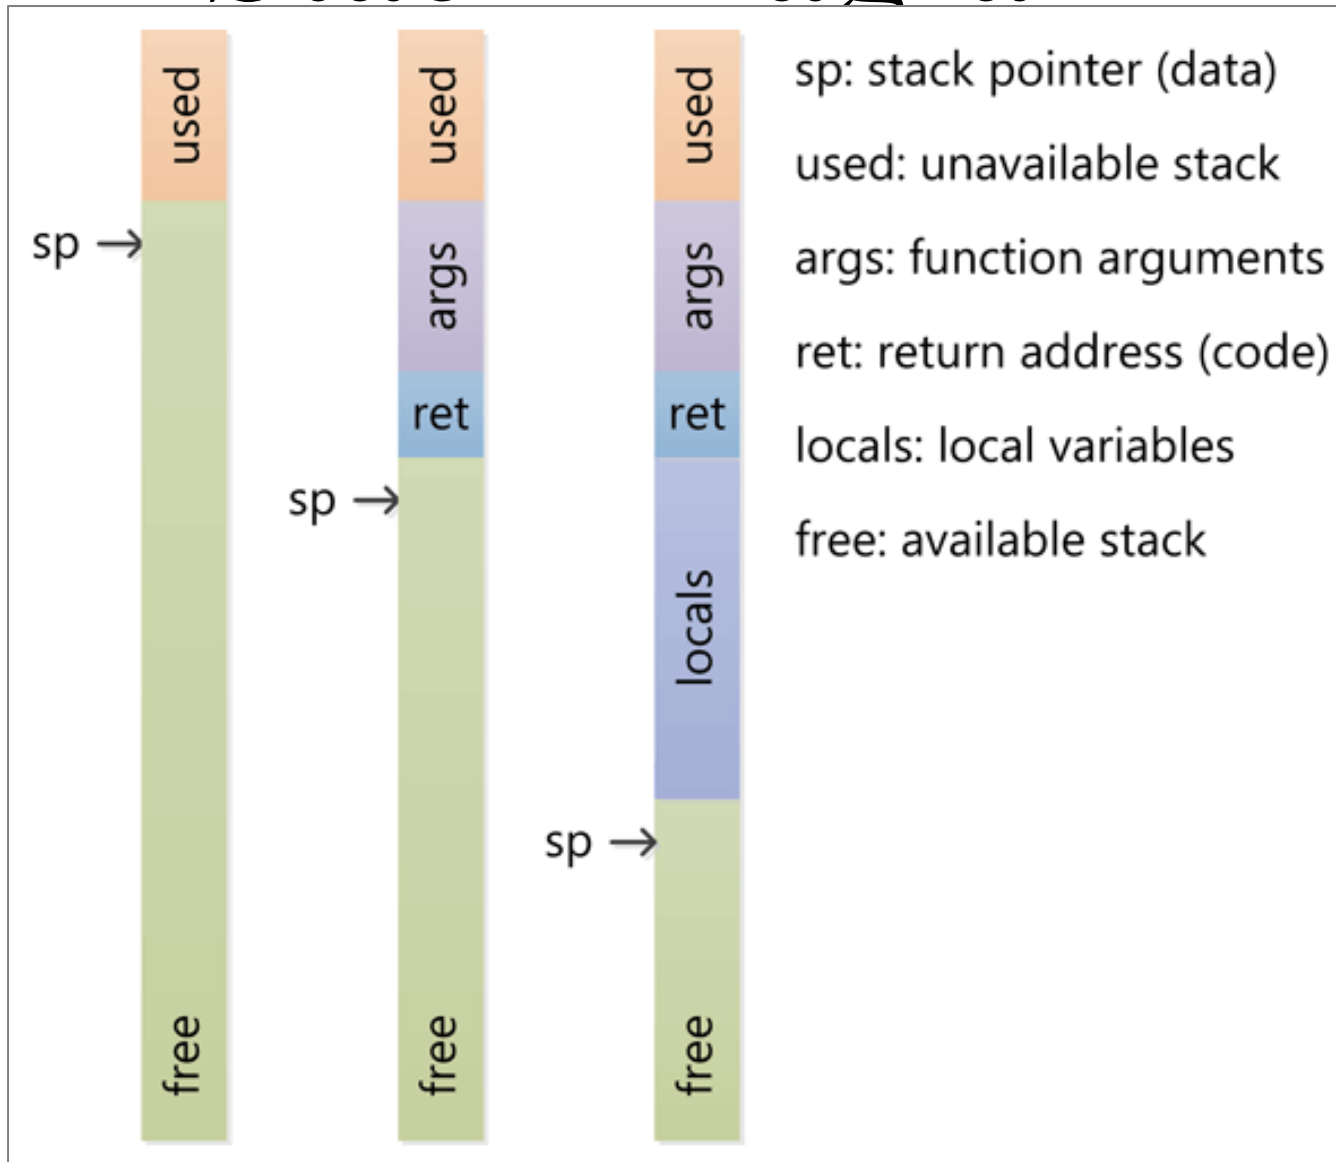 used
used
used
sp: stack pointer (data)
used: unavailable stack
sp →
args
args
args: function arguments
ret
ret
ret: return address (code)
sp →
locals
locals: local variables
free: available stack
sp →
free
free
free